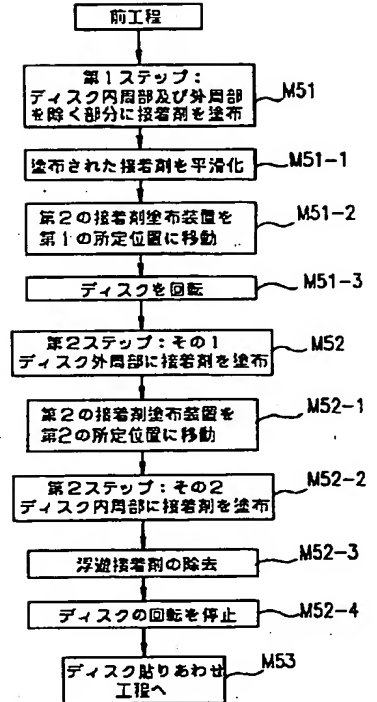 前工程
第1ステップ：
ディスク内周部及び外周部
を除く部分に接着剤を塗布
M51
塗布された接着剤を平滑化
M51-1
第2の接着剤塗布装置を
第1の所定位置に移動
M51-2
ディスクを回転
M51-3
第2ステップ：その1
ディスク外周部に接着剤を塗布
M52
第2の接着剤塗布装置を
第2の所定位置に移動
M52-1
第2ステップ：その2
ディスク内周部に接着剤を塗布
M52-2
浮遊接着剤の除去
M52-3
ディスクの回転を停止
M52-4
ディスク貼りあわせ
工程へ
M53